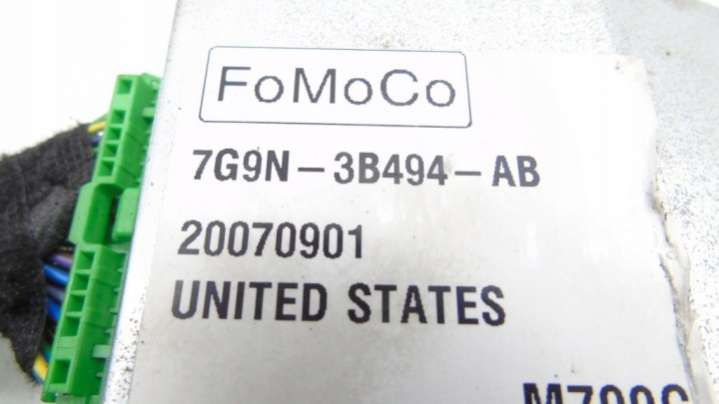 FoMoCo
7G9N-3B494-AB
20070901
UNITED STATES